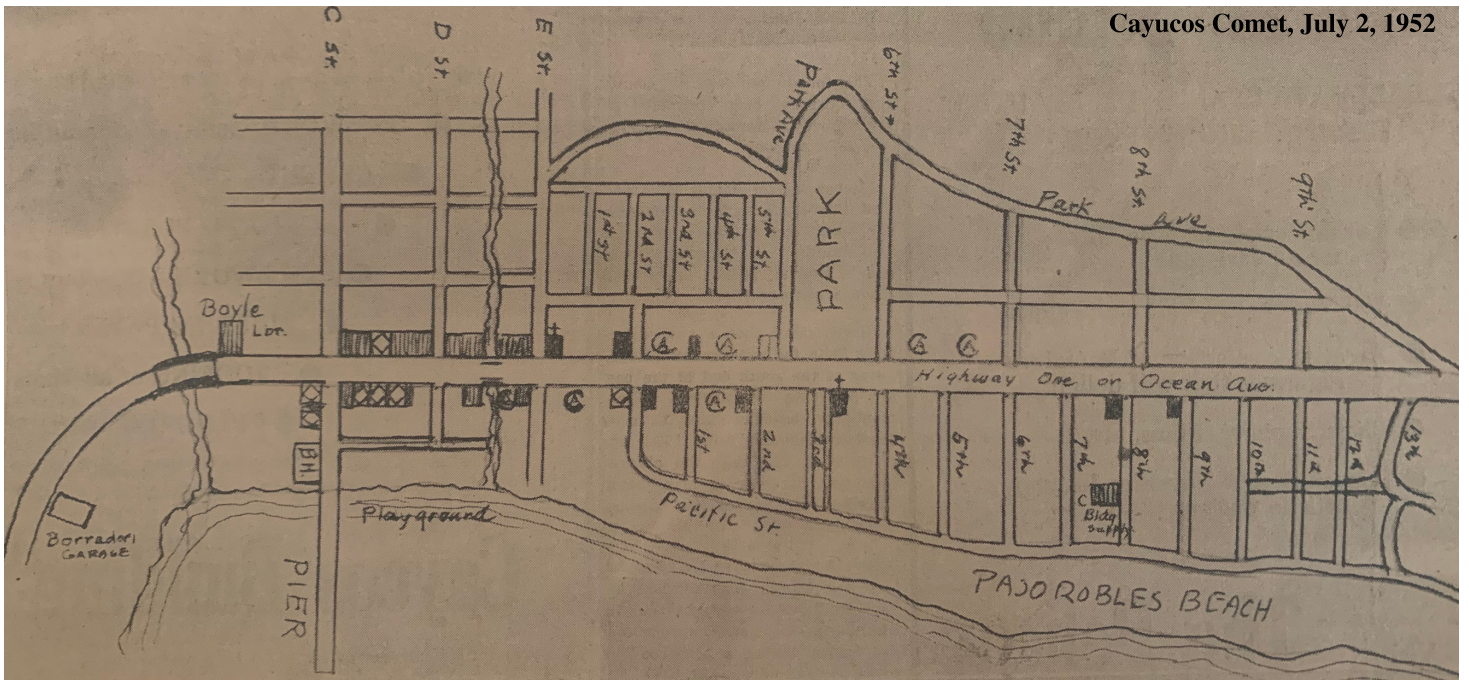 Cayucos Comet, July 2, 1952
C St.
D St.
E St.
Park Ave
6th St
7th St.
8th St.
9th St.
Park Ave
1st St
2nd St
3rd St
4th St
5th St.
PARK
Boyle
Lbr.
Highway One or Ocean Ave.
B.H.
1st
2nd
3rd
4th
5th
6th
7th
8th
9th
10th
11th
12th
13th
C
Bldg
Supply
Playground
Pacific St.
Borradori
GARAGE
PIER
PASOROBLES BEACH